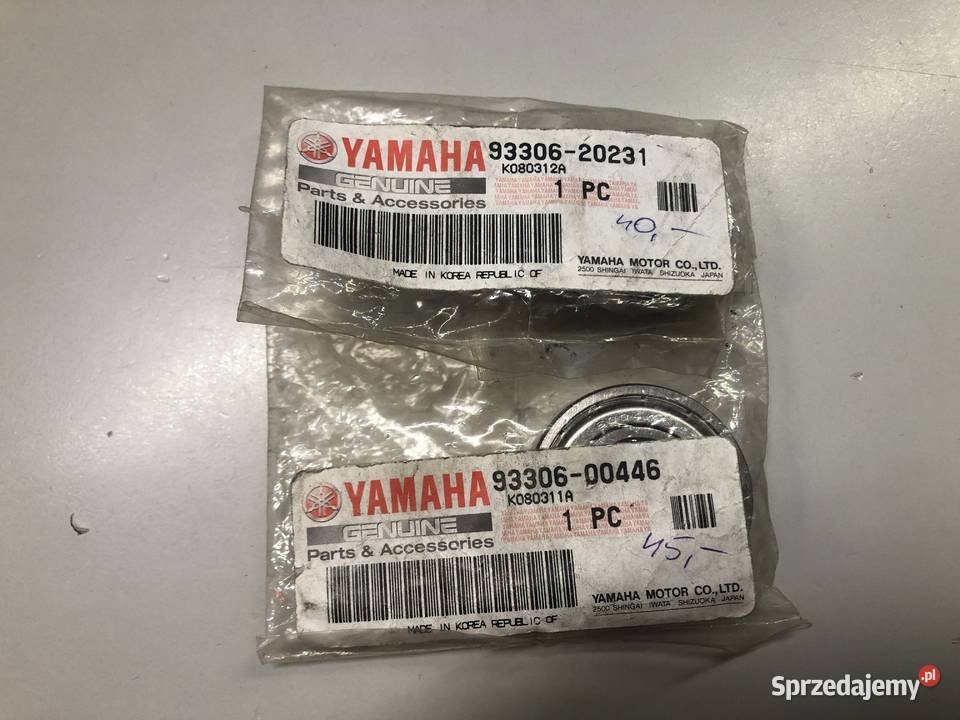 YAMAHA 93306-20231
K080312A
GENUINE 1 PC
Parts & Accessories
40,-
YAMAHA MOTOR CO.,LTD.
2500 SHINGAI IWATA SHIZUOKA JAPAN
MADE IN KOREA REPUBLIC OF
YAMAHA 93306-00446
K080311A
GENUINE 1 PC
Parts & Accessories
45,-
YAMAHA MOTOR CO.,LTD.
2500 SHINGAI IWATA SHIZUOKA JAPAN
MADE IN KOREA REPUBLIC OF
Sprzedajemy.pl